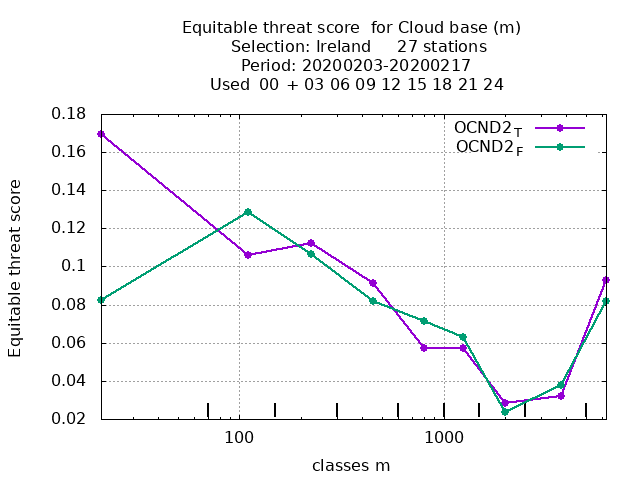 Equitable threat score  for Cloud base (m)
Selection: Ireland     27 stations
Period: 20200203-20200217
Used  00 + 03 06 09 12 15 18 21 24
OCND2T
OCND2F
0.18
0.16
0.14
0.12
0.1
0.08
0.06
0.04
0.02
Equitable threat score
100
1000
classes m